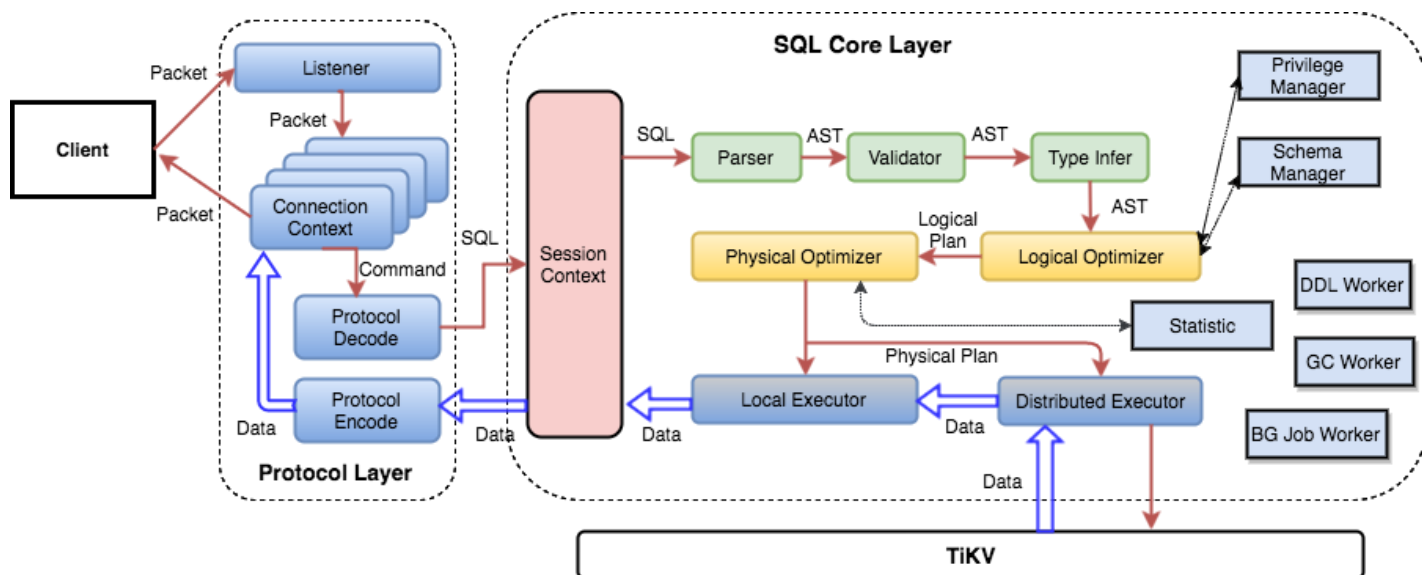 SQL Core Layer
Listener
Privilege
Manager
Packet
Packet
Client
SQL
Parser
AST
Validator
AST
Type Infer
Schema
Manager
Connection
Context
Packet
AST
SQL
Logical
Plan
Session
Context
Physical Optimizer
Logical Optimizer
Command
DDL Worker
Protocol
Decode
Statistic
Physical Plan
GC Worker
Protocol
Encode
Local Executor
Distributed Executor
Data
Data
Data
Data
BG Job Worker
Protocol Layer
Data
TiKV